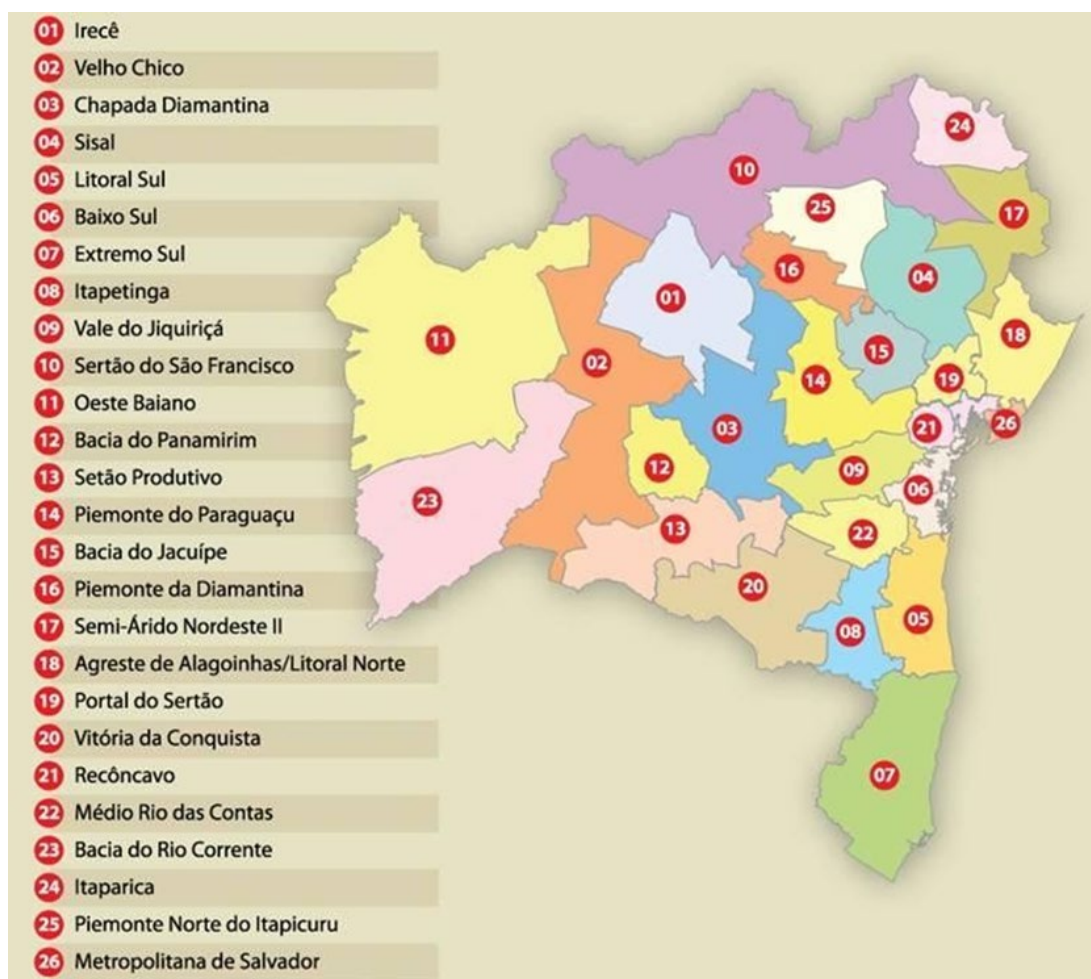 01 Irecê
02 Velho Chico
03 Chapada Diamantina
04 Sisal
05 Litoral Sul
06 Baixo Sul
07 Extremo Sul
08 Itapetinga
09 Vale do Jiquiriçá
10 Sertão do São Francisco
11 Oeste Baiano
12 Bacia do Panamirim
13 Setão Produtivo
14 Piemonte do Paraguaçu
15 Bacia do Jacuípe
16 Piemonte da Diamantina
17 Semi-Árido Nordeste II
18 Agreste de Alagoinhas/Litoral Norte
19 Portal do Sertão
20 Vitória da Conquista
21 Recôncavo
22 Médio Rio das Contas
23 Bacia do Rio Corrente
24 Itaparica
25 Piemonte Norte do Itapicuru
26 Metropolitana de Salvador
24
10
25
17
16
04
01
18
11
15
02
19
14
26
21
03
09
12
06
23
13
22
20
05
08
07